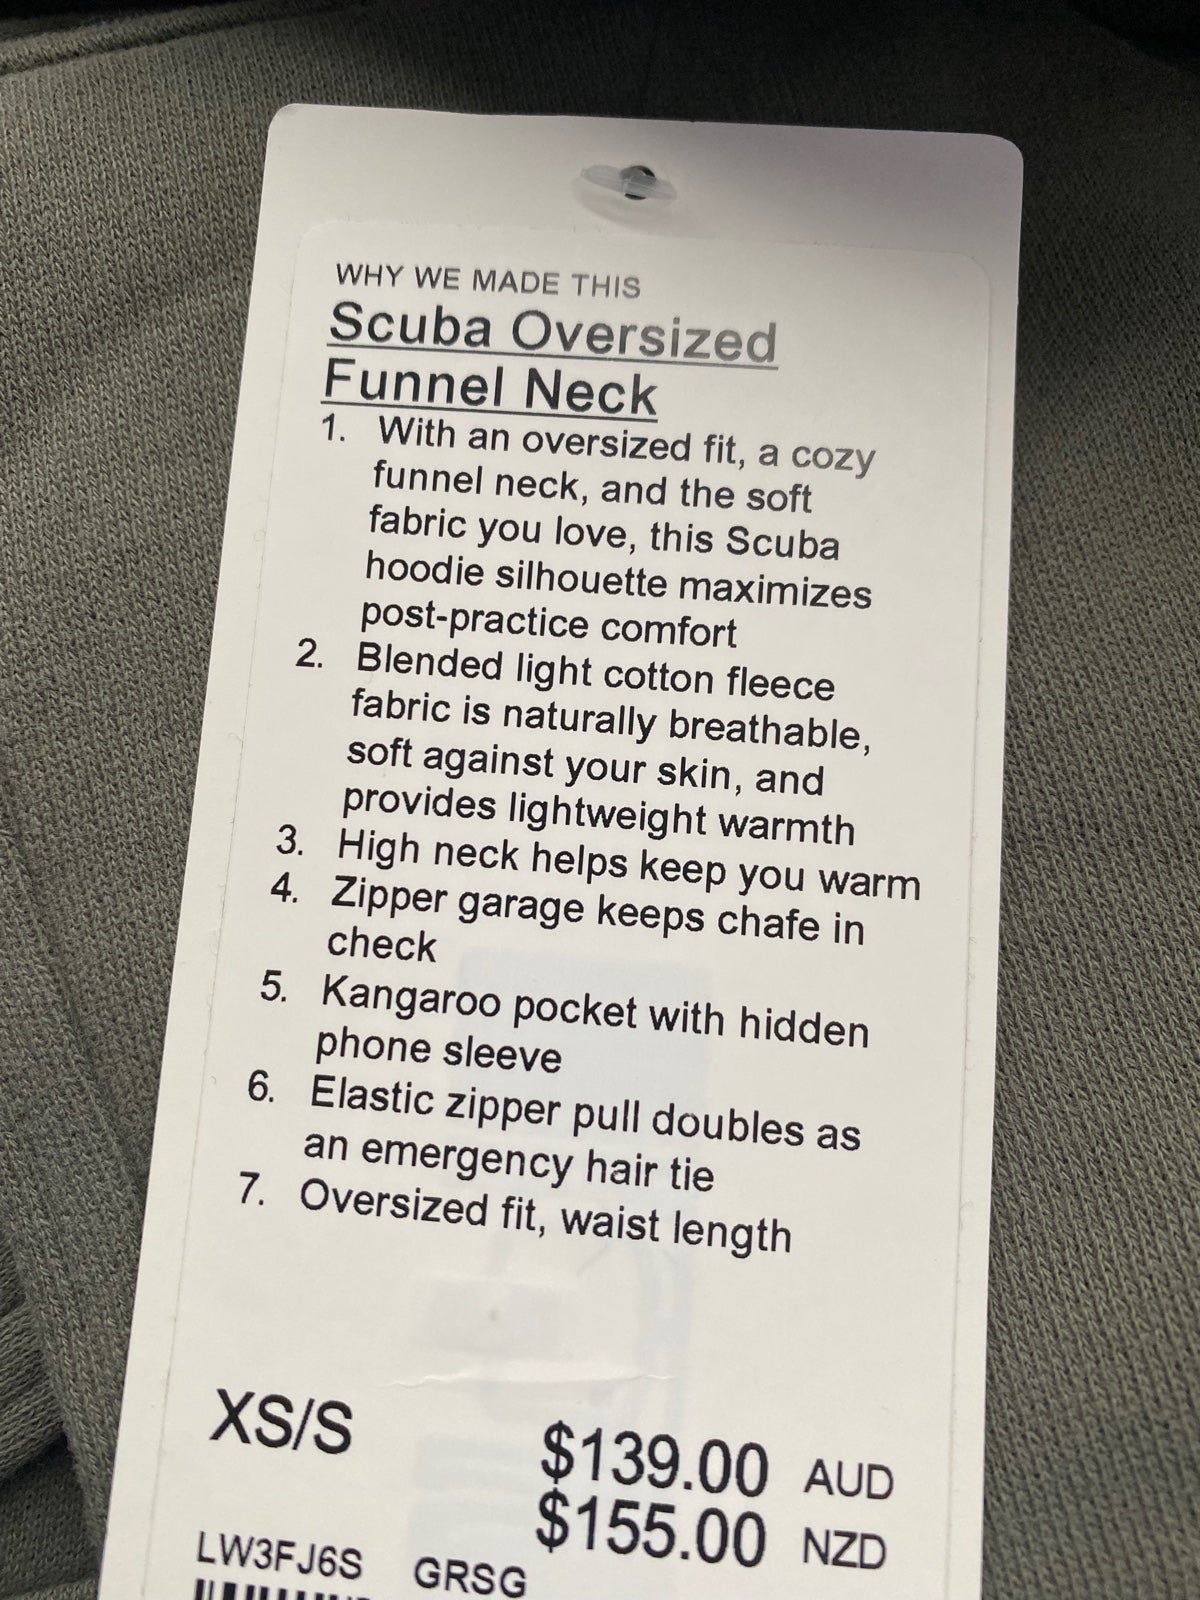 WHY WE MADE THIS
Scuba Oversized
Funnel Neck
1. With an oversized fit, a cozy
funnel neck, and the soft
fabric you love, this Scuba
hoodie silhouette maximizes
post-practice comfort
2. Blended light cotton fleece
fabric is naturally breathable,
soft against your skin, and
provides lightweight warmth
3. High neck helps keep you warm
4. Zipper garage keeps chafe in
check
5. Kangaroo pocket with hidden
phone sleeve
6. Elastic zipper pull doubles as
an emergency hair tie
7. Oversized fit, waist length
XS/S
$139.00 AUD
$155.00 NZD
LW3FJ6S GRSG